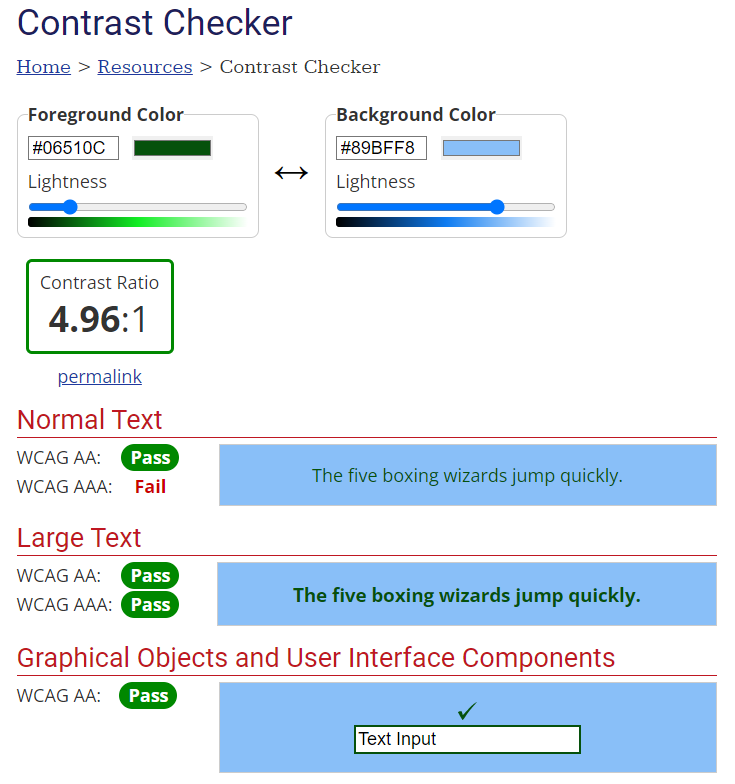 Contrast Checker
Home > Resources > Contrast Checker
Foreground Color
#06510C
Lightness
↔
Background Color
#89BFF8
Lightness
Contrast Ratio
4.96:1
permalink
Normal Text
WCAG AA: Pass
WCAG AAA: Fail
The five boxing wizards jump quickly.
Large Text
WCAG AA: Pass
WCAG AAA: Pass
The five boxing wizards jump quickly.
Graphical Objects and User Interface Components
WCAG AA: Pass
✓
Text Input